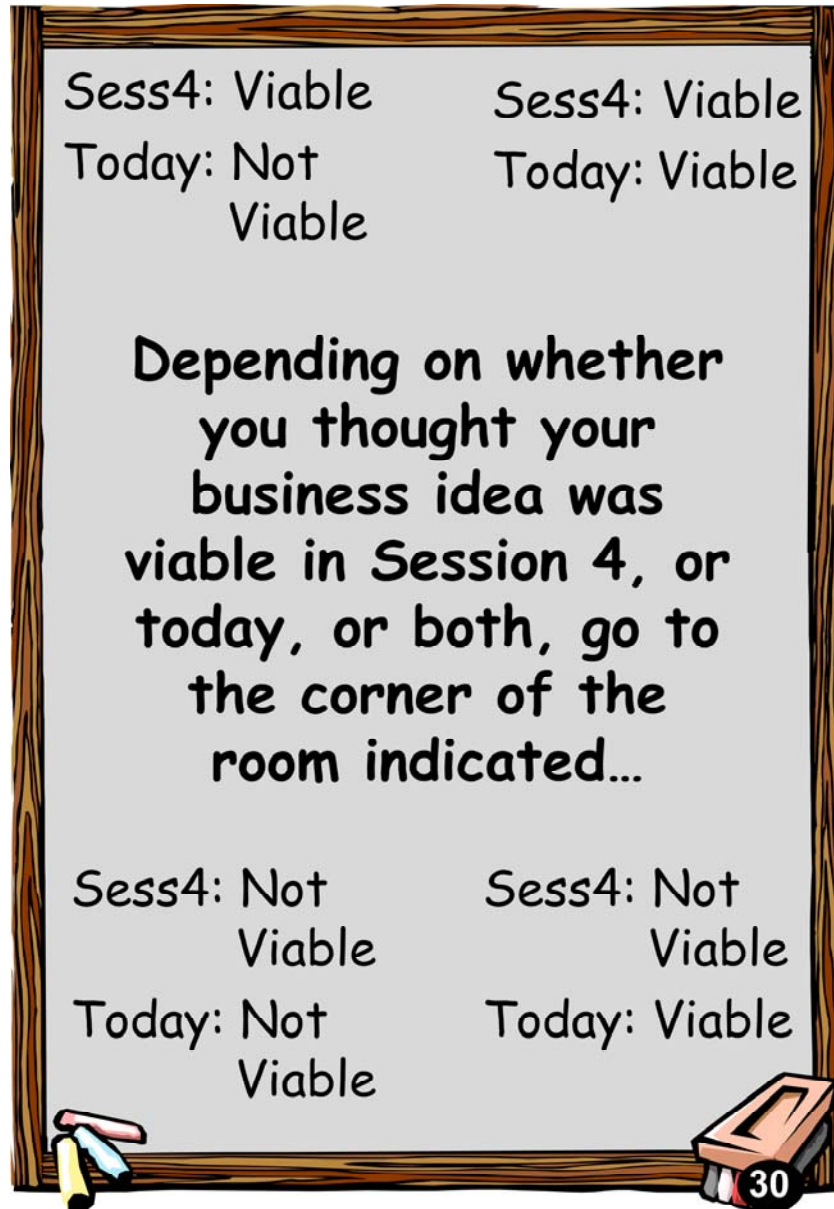 Sess4: Viable
Today: Not
Viable
Sess4: Viable
Today: Viable
Depending on whether
you thought your
business idea was
viable in Session 4, or
today, or both, go to
the corner of the
room indicated...
Sess4: Not
Viable
Today: Not
Viable
Sess4: Not
Viable
Today: Viable
30